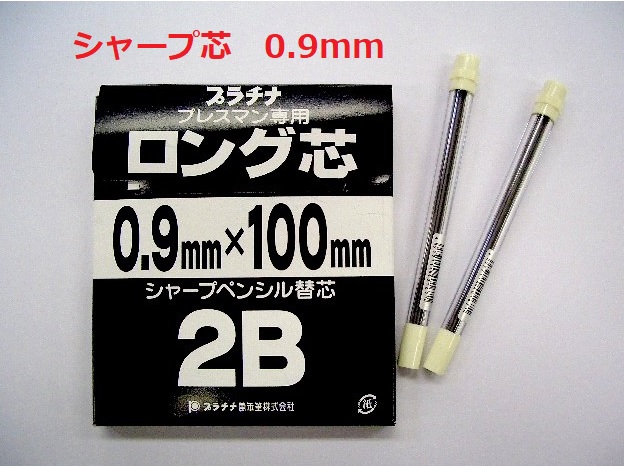 シャープ芯　0.9mm
プラチナ
プレスマン専用
ロング芯
0.9mm×100mm
シャープペンシル替芯
2B
プラチナ萬年筆株式会社
紙